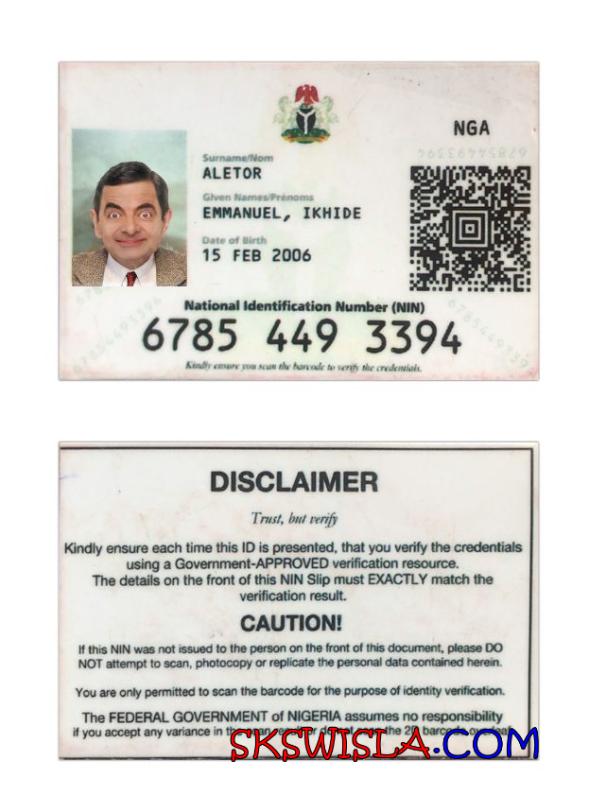 NGA
Surname/Nom
ALETOR
Given Names/Prénoms
EMMANUEL, IKHIDE
Date of Birth
15 FEB 2006
National Identification Number (NIN)
6785 449 3394
Kindly ensure you scan the barcode to verify the credentials.
DISCLAIMER
Trust, but verify
Kindly ensure each time this ID is presented, that you verify the credentials
using a Government-APPROVED verification resource.
The details on the front of this NIN Slip must EXACTLY match the
verification result.
CAUTION!
If this NIN was not issued to the person on the front of this document, please DO
NOT attempt to scan, photocopy or replicate the personal data contained herein.
You are only permitted to scan the barcode for the purpose of identity verification.
The FEDERAL GOVERNMENT of NIGERIA assumes no responsibility
if you accept any variance in the
SKSWISLA.COM